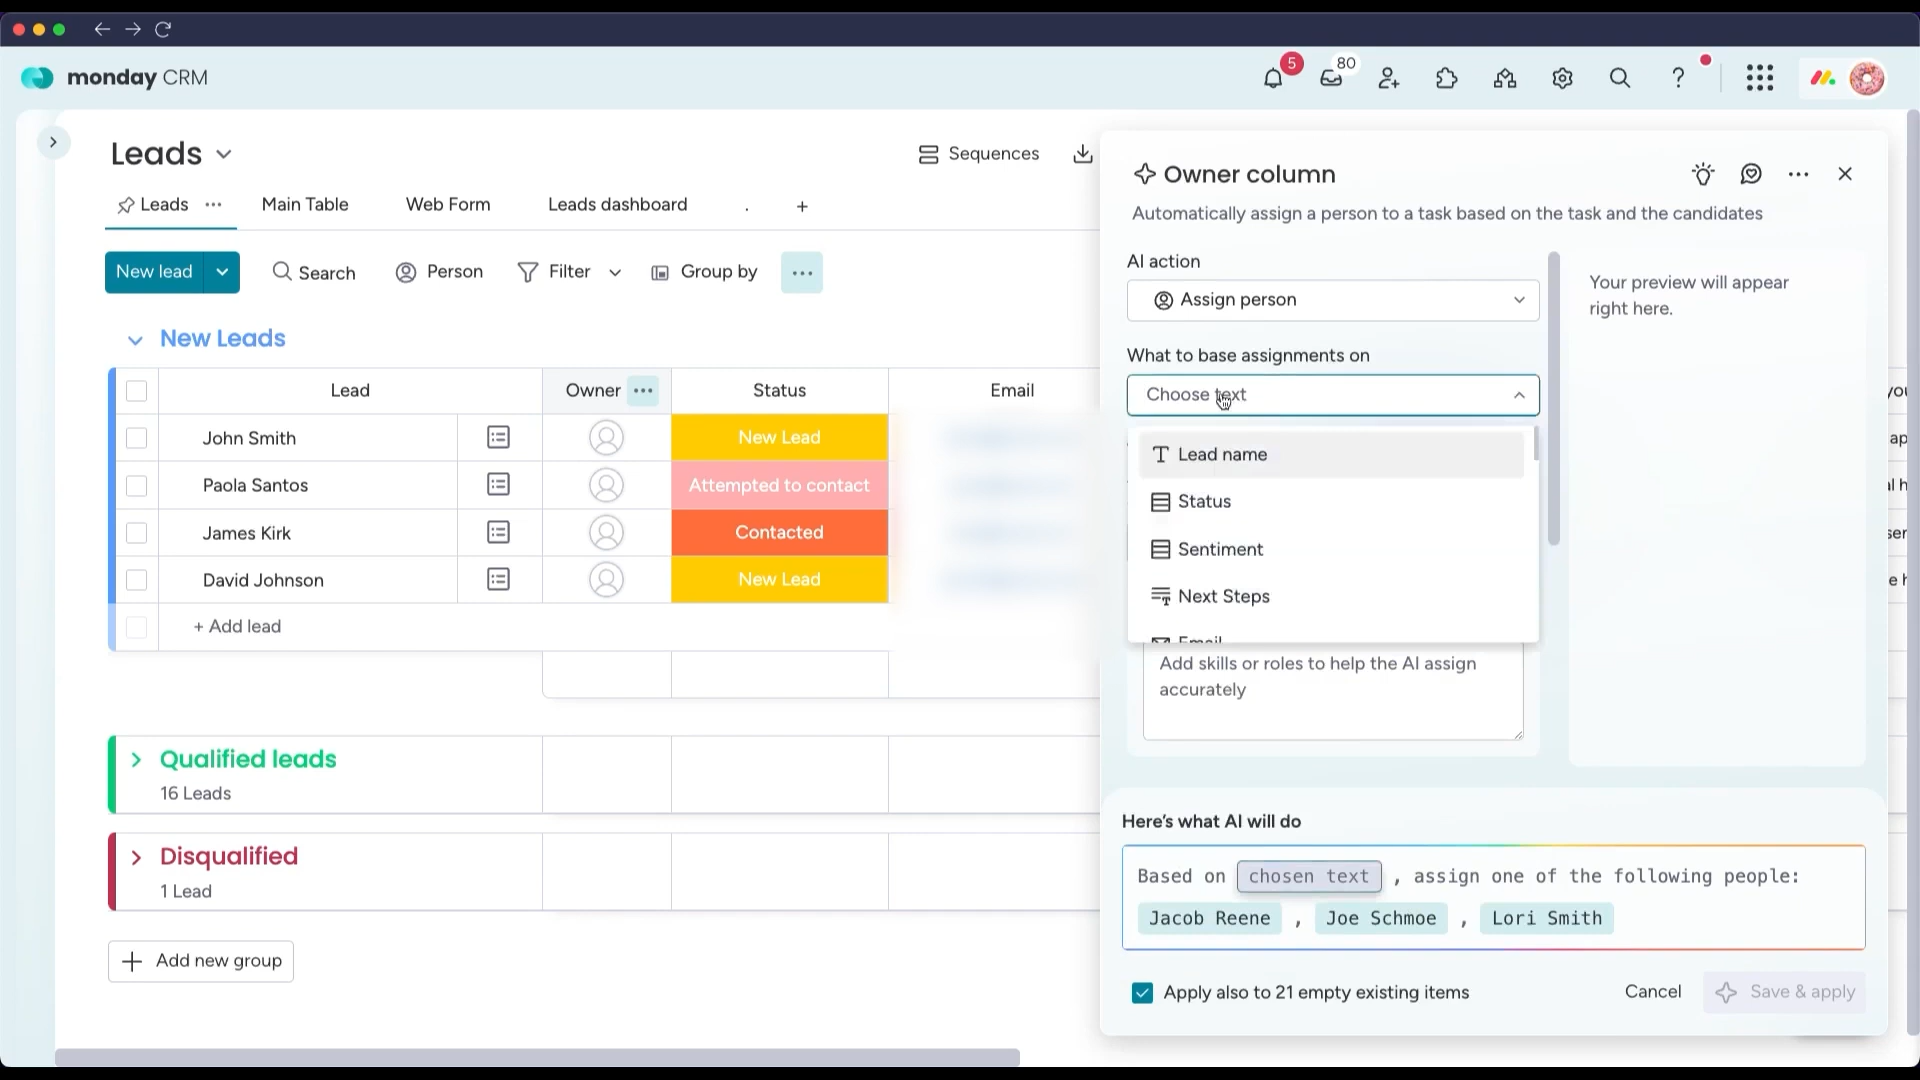 monday CRM
5
80
Leads
Sequences
Leads
Main Table
Web Form
Leads dashboard
.
New lead
Search
Person
Filter
Group by
New Leads
Lead
Owner
Status
Email
John Smith
New Lead
Paola Santos
Attempted to contact
James Kirk
Contacted
David Johnson
New Lead
+ Add lead
Qualified leads
16 Leads
Disqualified
1 Lead
Add new group
Owner column
Automatically assign a person to a task based on the task and the candidates
AI action
Assign person
What to base assignments on
Choose text
Lead name
Status
Sentiment
Next Steps
Email
Add skills or roles to help the AI assign
accurately
Your preview will appear
right here.
Here's what AI will do
Based on chosen text , assign one of the following people:
Jacob Reene , Joe Schmoe , Lori Smith
Apply also to 21 empty existing items
Cancel
Save & apply